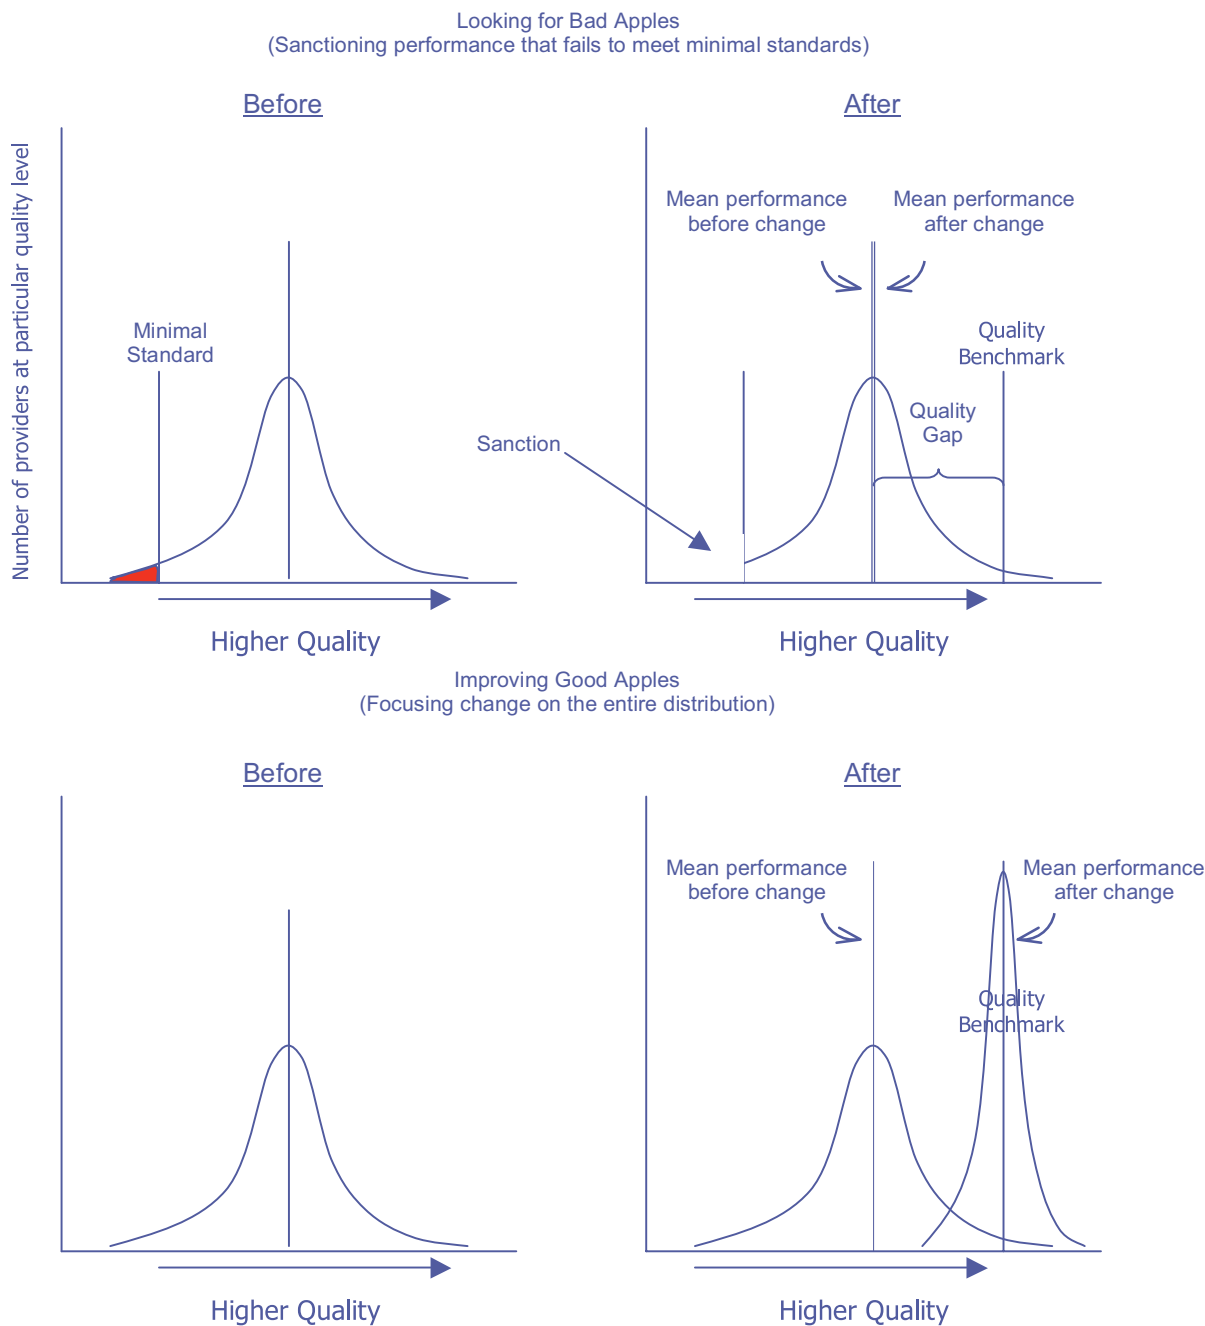 Looking for Bad Apples
(Sanctioning performance that fails to meet minimal standards)
Before
After
Number of providers at particular quality level
Mean performance
before change
Mean performance
after change
Minimal
Standard
Quality
Benchmark
Quality
Gap
Sanction
Higher Quality
Higher Quality
Improving Good Apples
(Focusing change on the entire distribution)
Before
After
Mean performance
before change
Mean performance
after change
Quality
Benchmark
Higher Quality
Higher Quality